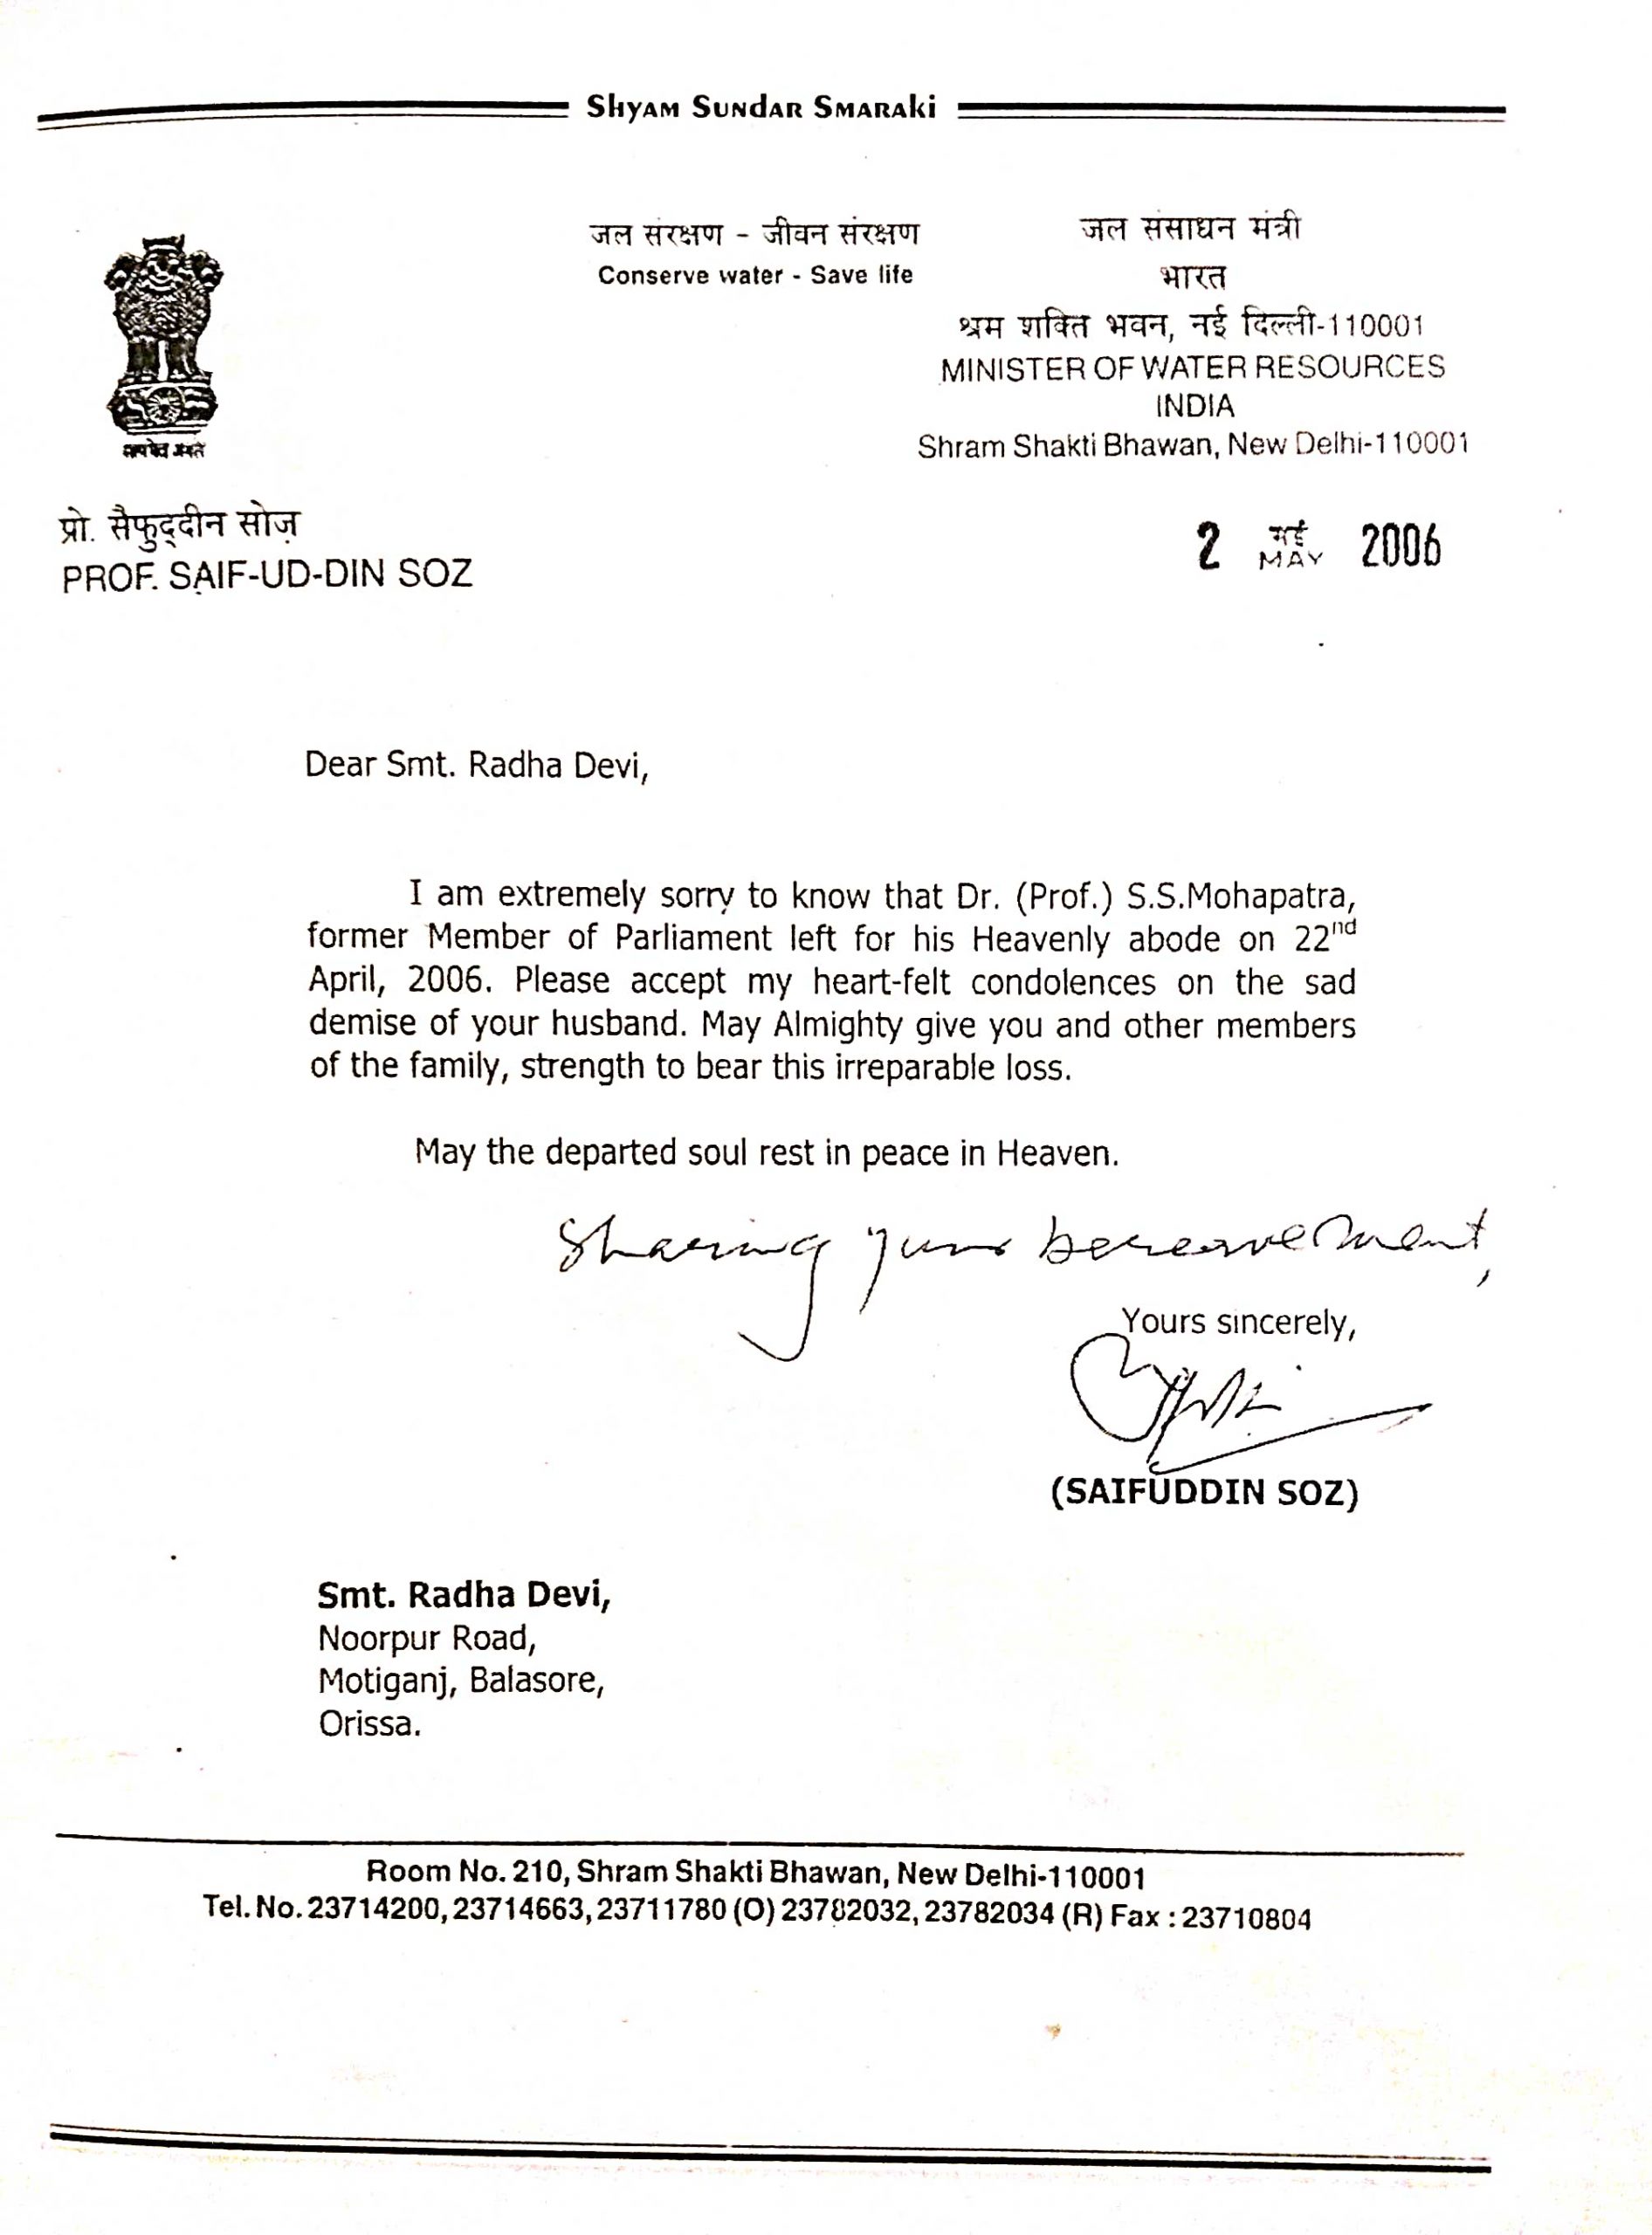 Shyam Sundar Smaraki
जल संरक्षण - जीवन संरक्षण
Conserve water - Save life
जल संसाधन मंत्री
भारत
श्रम शक्ति भवन, नई दिल्ली-110001
MINISTER OF WATER RESOURCES
INDIA
Shram Shakti Bhawan, New Delhi-110001
सत्यमेव जयते
प्रो. सैफुद्दीन सोज़
PROF. SAIF-UD-DIN SOZ
2 मई MAY 2006
Dear Smt. Radha Devi,
I am extremely sorry to know that Dr. (Prof.) S.S.Mohapatra,
former Member of Parliament left for his Heavenly abode on 22nd
April, 2006. Please accept my heart-felt condolences on the sad
demise of your husband. May Almighty give you and other members
of the family, strength to bear this irreparable loss.
May the departed soul rest in peace in Heaven.
Sharing your bereavement,
Yours sincerely,
(SAIFUDDIN SOZ)
Smt. Radha Devi,
Noorpur Road,
Motiganj, Balasore,
Orissa.
Room No. 210, Shram Shakti Bhawan, New Delhi-110001
Tel. No. 23714200, 23714663, 23711780 (O) 23782032, 23782034 (R) Fax : 23710804